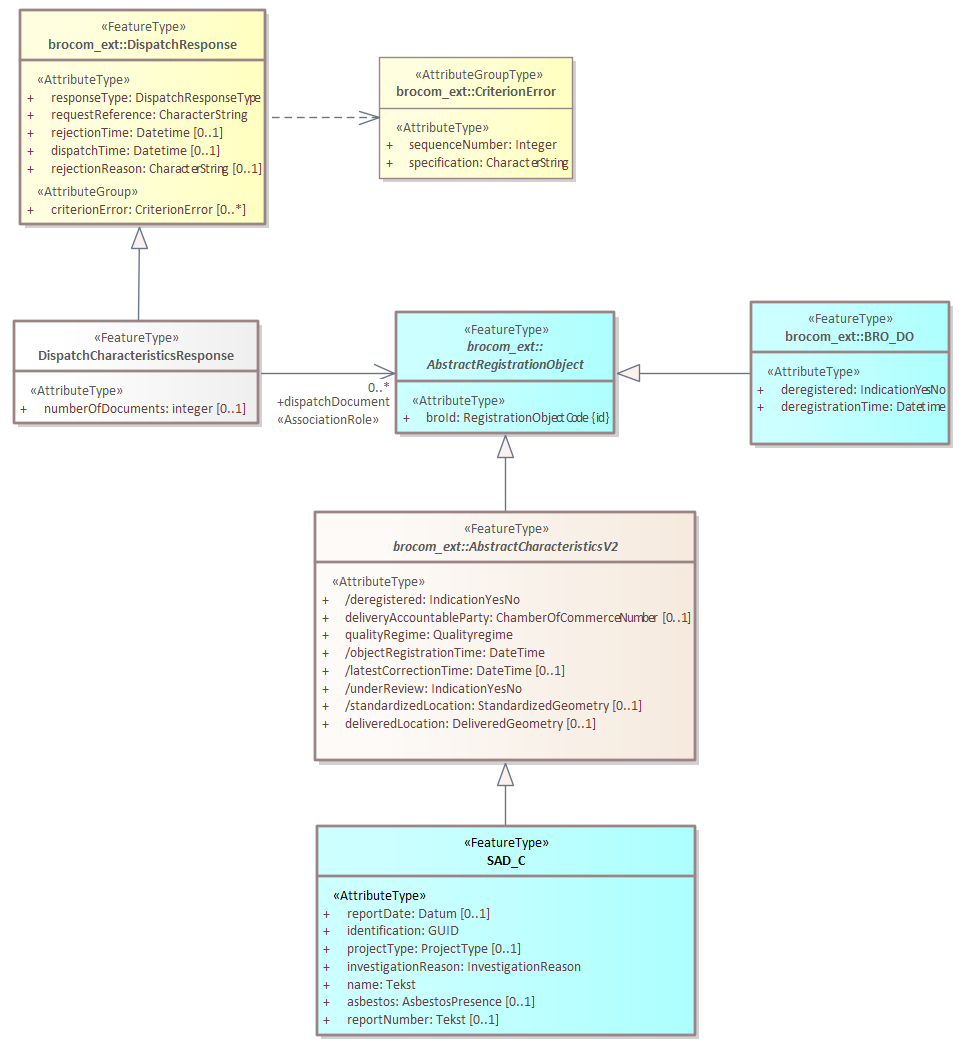 «FeatureType»
brocom_ext::DispatchResponse
«AttributeType»
+ responseType: DispatchResponseType
+ requestReference: CharacterString
+ rejectionTime: Datetime [0..1]
+ dispatchTime: Datetime [0..1]
+ rejectionReason: CharacterString [0..1]
«AttributeGroup»
+ criterionError: CriterionError [0..*]
«AttributeGroupType»
brocom_ext::CriterionError
«AttributeType»
+ sequenceNumber: Integer
+ specification: CharacterString
«FeatureType»
DispatchCharacteristicsResponse
«AttributeType»
+ numberOfDocuments: integer [0..1]
0..*
+dispatchDocument
«AssociationRole»
«FeatureType»
brocom_ext::
AbstractRegistrationObject
«AttributeType»
+ broId: RegistrationObjectCode {id}
«FeatureType»
brocom_ext::BRO_DO
«AttributeType»
+ deregistered: IndicationYesNo
+ deregistrationTime: Datetime
«FeatureType»
brocom_ext::AbstractCharacteristicsV2
«AttributeType»
+ /deregistered: IndicationYesNo
+ deliveryAccountableParty: ChamberOfCommerceNumber [0..1]
+ qualityRegime: Qualityregime
+ /objectRegistrationTime: DateTime
+ /latestCorrectionTime: DateTime [0..1]
+ /underReview: IndicationYesNo
+ /standardizedLocation: StandardizedGeometry [0..1]
+ deliveredLocation: DeliveredGeometry [0..1]
«FeatureType»
SAD_C
«AttributeType»
+ reportDate: Datum [0..1]
+ identification: GUID
+ projectType: ProjectType [0..1]
+ investigationReason: InvestigationReason
+ name: Tekst
+ asbestos: AsbestosPresence [0..1]
+ reportNumber: Tekst [0..1]